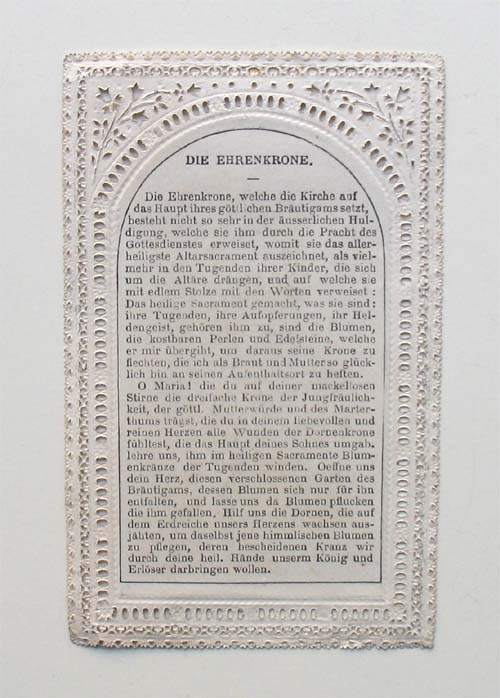 DIE EHRENKRONE.
Die Ehrenkrone, welche die Kirche auf
das Haupt ihres göttlichen Bräutigams setzt,
besteht nicht so sehr in der äusserlichen Hul-
digung, welche sie ihm durch die Pracht des
Gottesdienstes erweiset, womit sie das aller-
heiligste Altarsacrament auszeichnet, als viel-
mehr in den Tugenden ihrer Kinder, die sich
um die Altäre drängen, und auf welche sie
mit edlem Stolze mit den Worten verweiset:
Das heilige Sacrament gemacht, was sie sind:
ihre Tugenden, ihre Aufopferungen, ihr Hel-
dengeist, gehören ihm zu, sind die Blumen,
die kostbaren Perlen und Edelsteine, welche
er mir übergibt, um daraus seine Krone zu
flechten, die ich als Braut und Mutter so glück-
lich bin an seinen Aufenthaltsort zu heften.
O Maria! die du auf deiner mackellosen
Stirne die dreifache Krone der Jungfräulich-
keit, der göttl. Mutterwürde und des Marter-
thums trägst, die du in deinem liebevollen und
reinen Herzen alle Wunden der Dornenkrone
fühltest, die das Haupt deines Sohnes umgab,
lehre uns, ihm im heiligen Sacramente Blum-
enkränze der Tugenden winden. Oeffne uns
dein Herz, diesen verschlossenen Garten des
Bräutigams, dessen Blumen sich nur für ihn
entfalten, und lasse uns da Blumen pflücken
die ihm gefallen, Hilf uns die Dornen, die auf
dem Erdreiche unsers Herzens wachsen aus-
jähten, um daselbst jene himmlischen Blumen
zu pflegen, deren bescheidenen Kranz wir
durch deine heil. Hände unserm König und
Erlöser darbringen wollen.